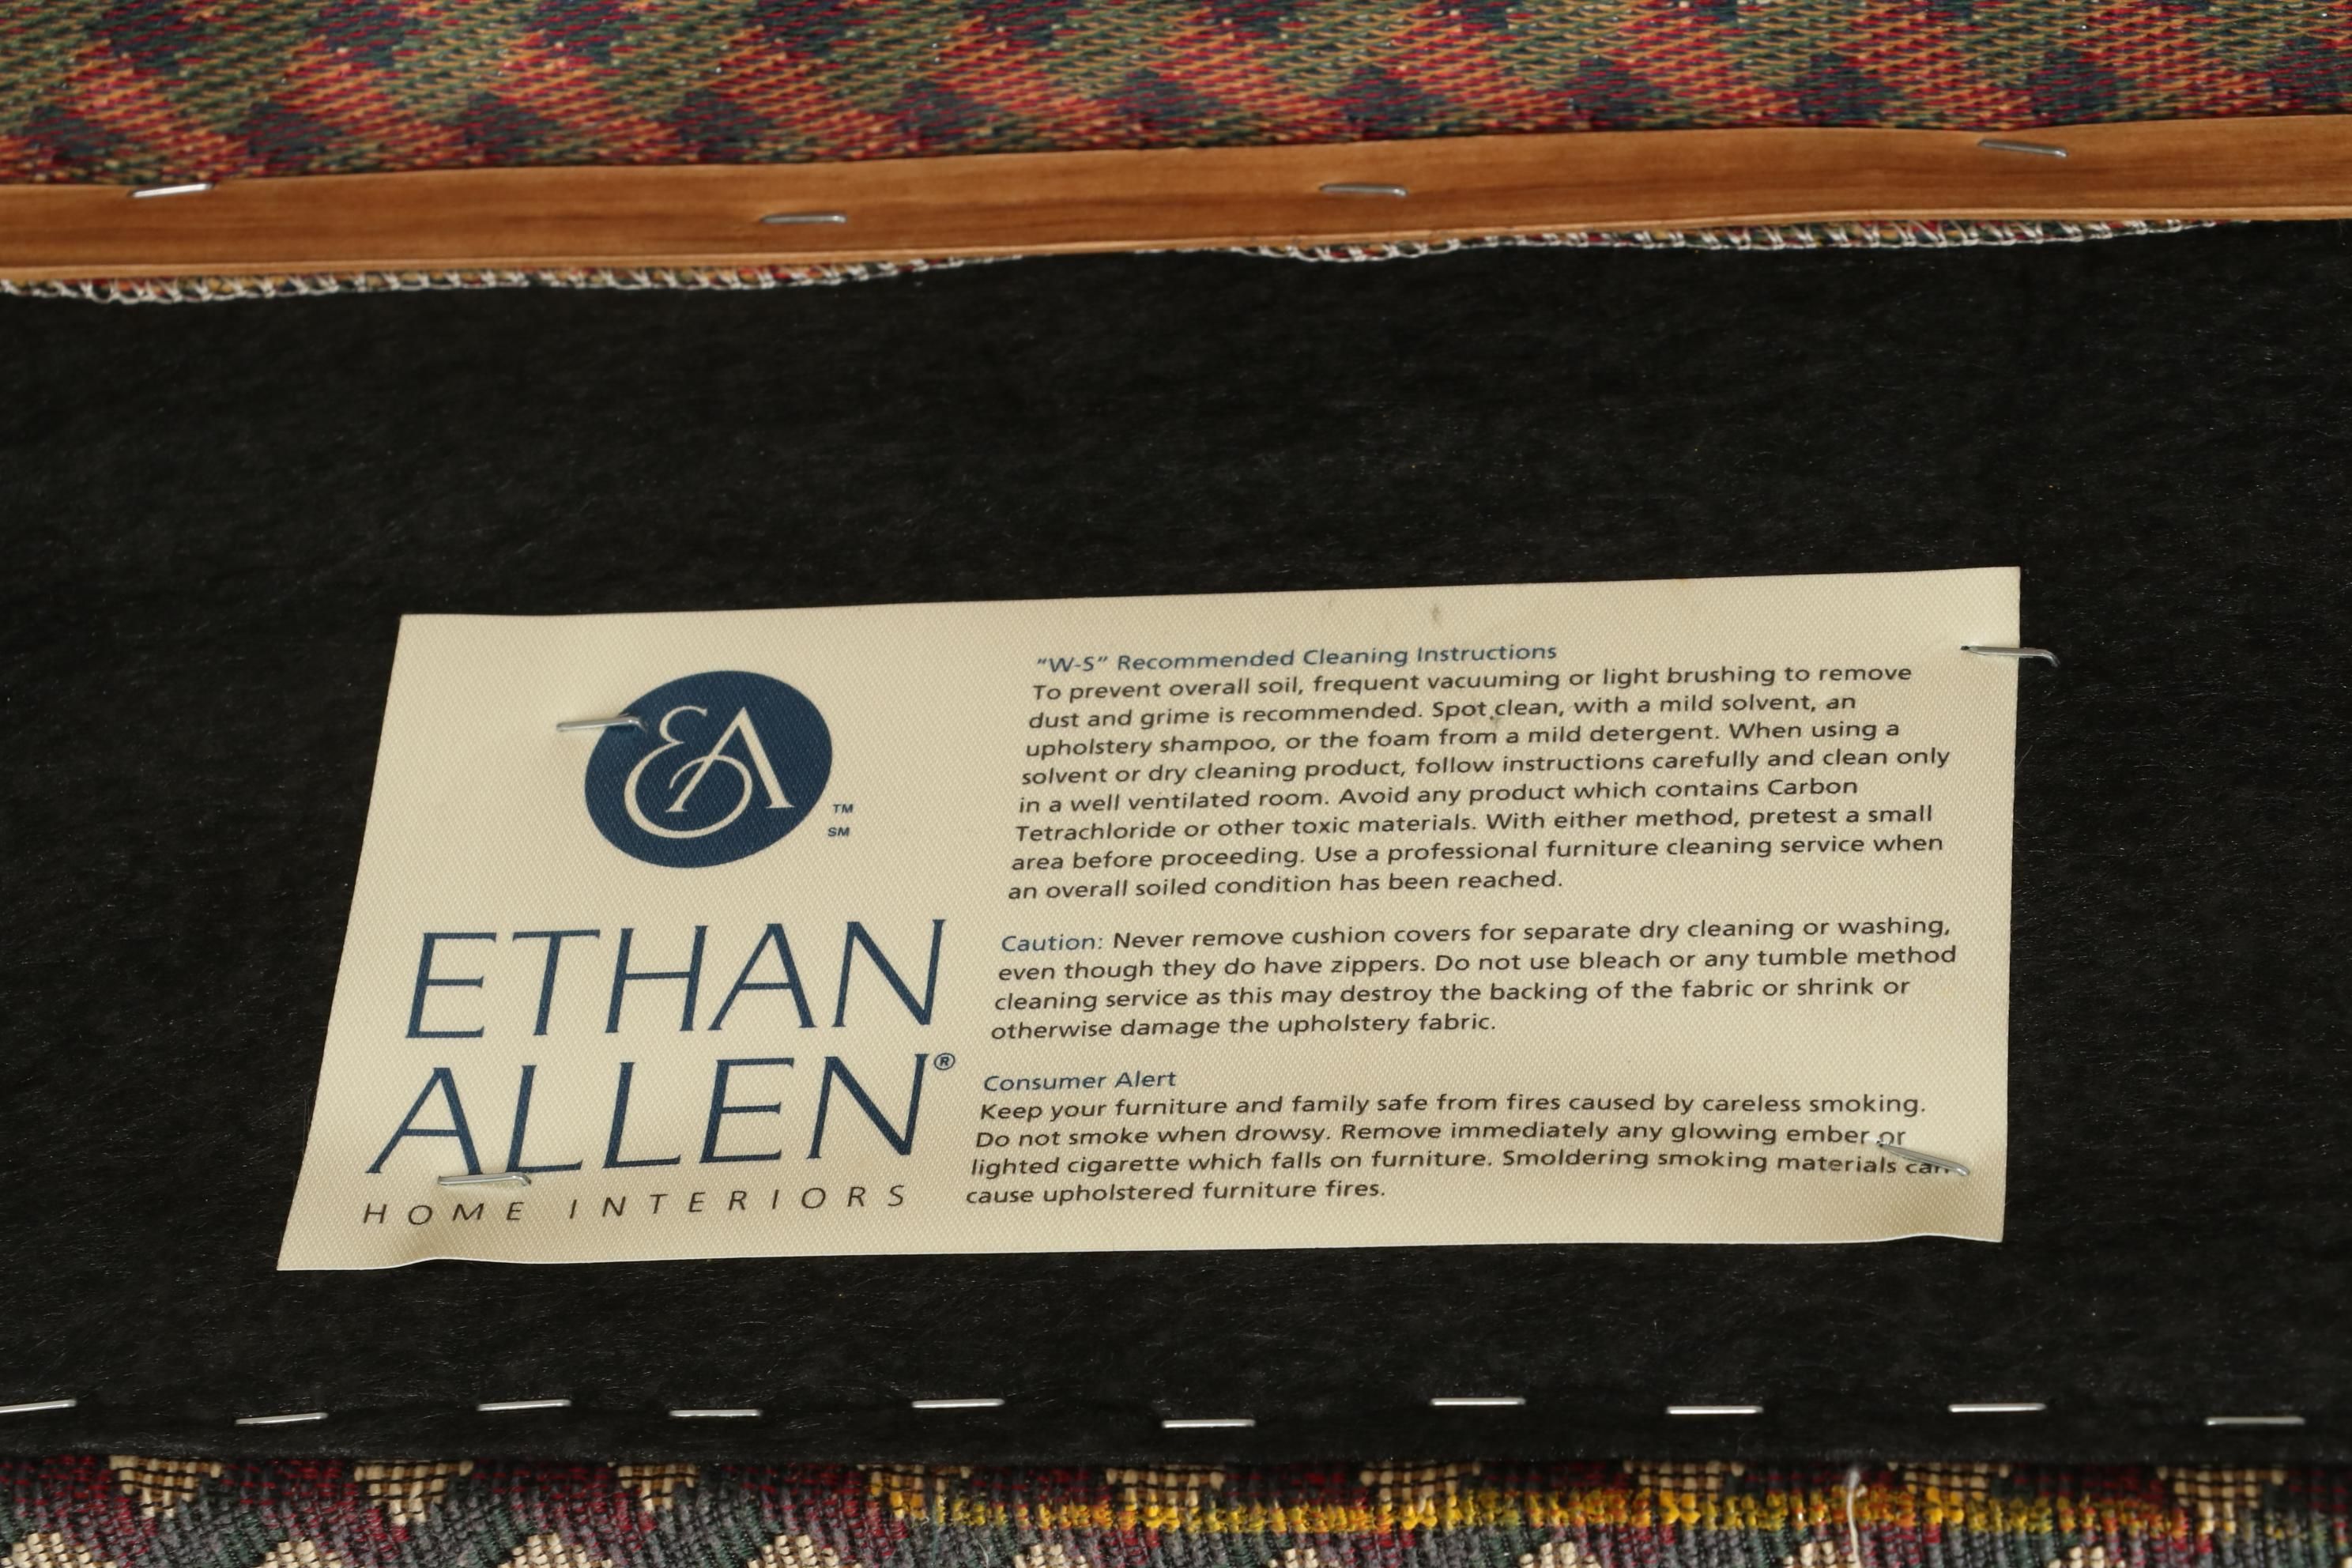 EA
TM
SM
ETHAN
ALLEN®
HOME INTERIORS
“W-S” Recommended Cleaning Instructions
To prevent overall soil, frequent vacuuming or light brushing to remove
dust and grime is recommended. Spot clean, with a mild solvent, an
upholstery shampoo, or the foam from a mild detergent. When using a
solvent or dry cleaning product, follow instructions carefully and clean only
in a well ventilated room. Avoid any product which contains Carbon
Tetrachloride or other toxic materials. With either method, pretest a small
area before proceeding. Use a professional furniture cleaning service when
an overall soiled condition has been reached.
Caution: Never remove cushion covers for separate dry cleaning or washing,
even though they do have zippers. Do not use bleach or any tumble method
cleaning service as this may destroy the backing of the fabric or shrink or
otherwise damage the upholstery fabric.
Consumer Alert
Keep your furniture and family safe from fires caused by careless smoking.
Do not smoke when drowsy. Remove immediately any glowing ember or
lighted cigarette which falls on furniture. Smoldering smoking materials can
cause upholstered furniture fires.